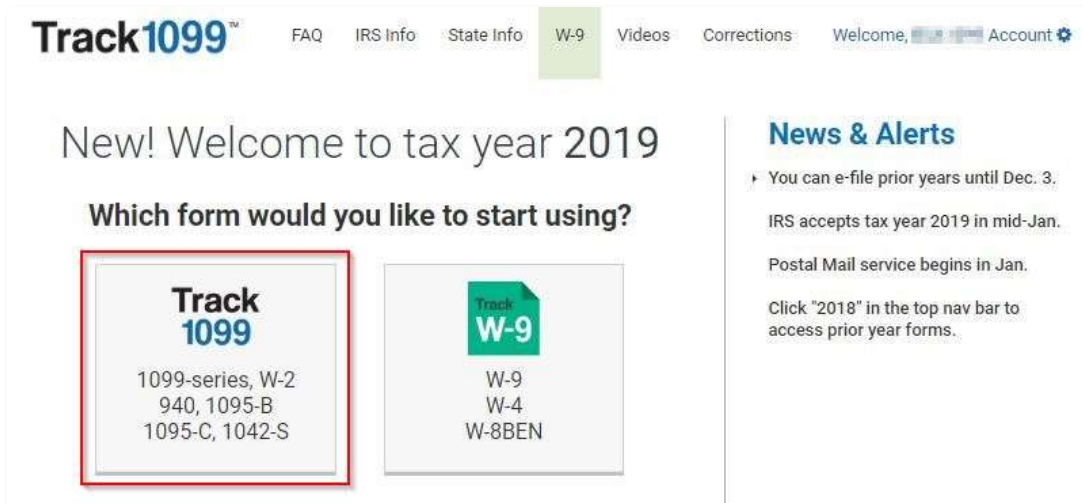 Track1099™
FAQ IRS Info State Info W-9 Videos Corrections Welcome, Account
New! Welcome to tax year 2019
Which form would you like to start using?
Track
1099
1099-series, W-2
940, 1095-B
1095-C, 1042-S
Track
W-9
W-9
W-4
W-8BEN
News & Alerts
You can e-file prior years until Dec. 3.
IRS accepts tax year 2019 in mid-Jan.
Postal Mail service begins in Jan.
Click "2018" in the top nav bar to
access prior year forms.